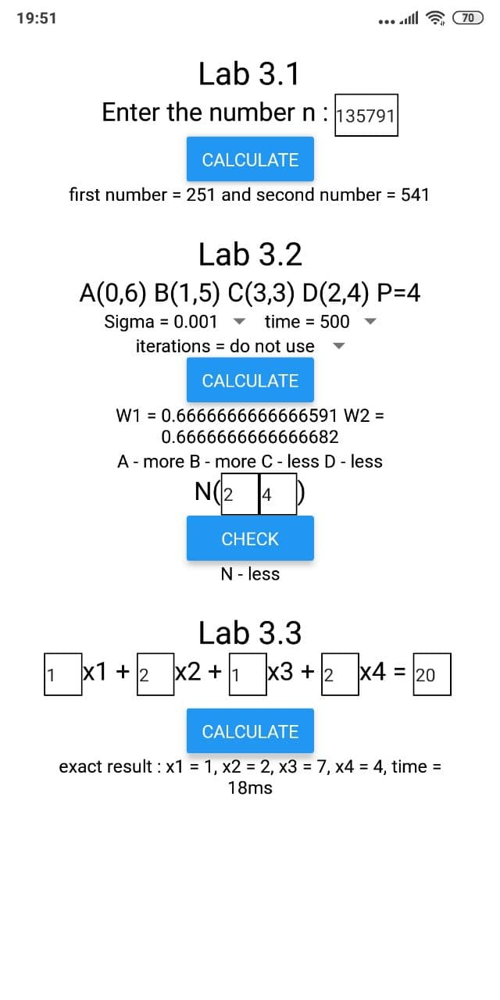 19:51
70
Lab 3.1
Enter the number n : 135791
CALCULATE
first number = 251 and second number = 541
Lab 3.2
A(0,6) B(1,5) C(3,3) D(2,4) P=4
Sigma = 0.001 time = 500
iterations = do not use
CALCULATE
W1 = 0.6666666666666591 W2 =
0.6666666666666682
A - more B - more C - less D - less
N(2 4 )
CHECK
N - less
Lab 3.3
1 x1 + 2 x2 + 1 x3 + 2 x4 = 20
CALCULATE
exact result : x1 = 1, x2 = 2, x3 = 7, x4 = 4, time =
18ms